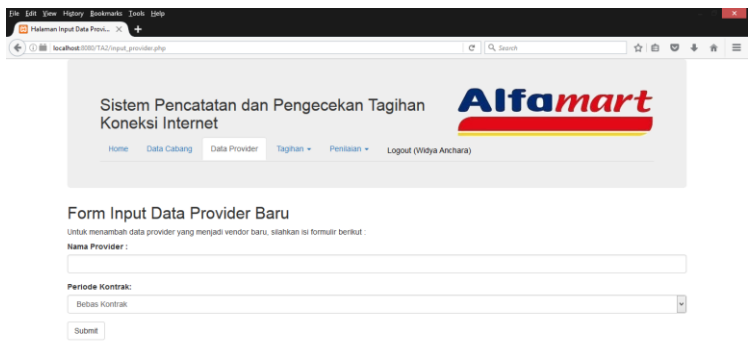 File Edit View History Bookmarks Tools Help
Halaman Input Data Provi...
localhost:8080/TA2/input_provider.php
Search
Sistem Pencatatan dan Pengecekan Tagihan
Koneksi Internet
Alfamart
Home Data Cabang Data Provider Tagihan Penilaian Logout (Widya Anchara)
Form Input Data Provider Baru
Untuk menambah data provider yang menjadi vendor baru, silahkan isi formulir berikut :
Nama Provider :
Periode Kontrak:
Bebas Kontrak
Submit